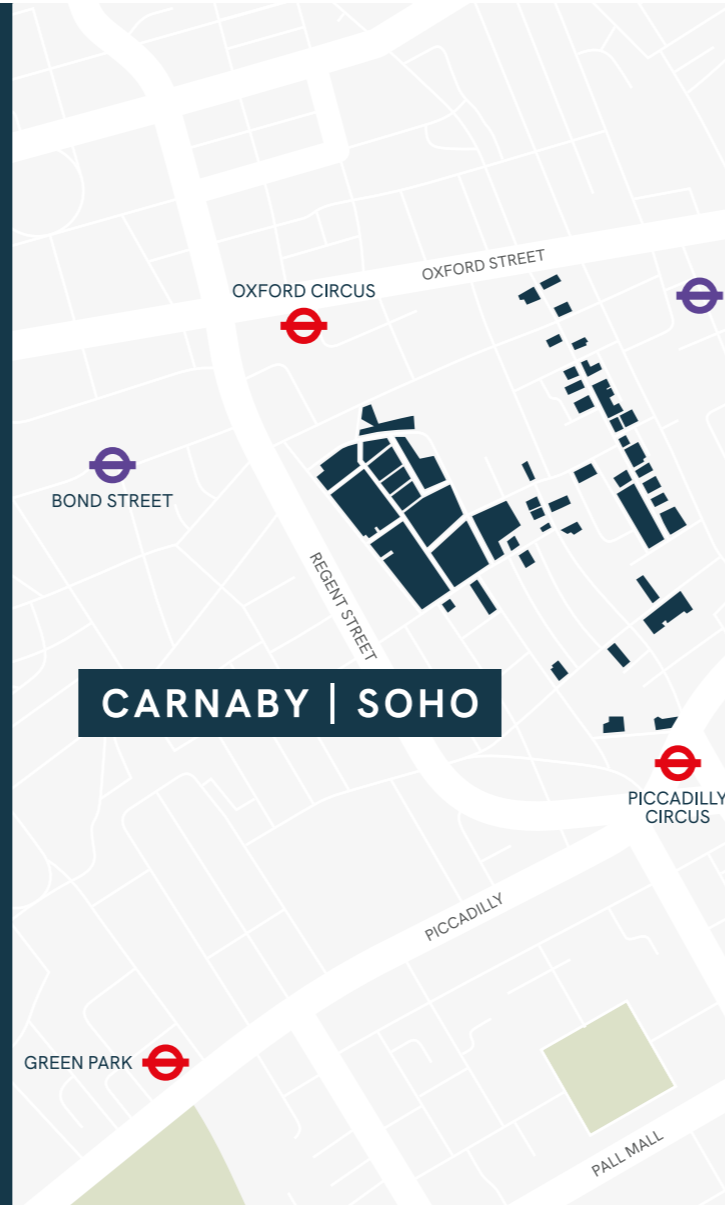 OXFORD STREET
OXFORD CIRCUS
BOND STREET
REGENT STREET
CARNABY | SOHO
PICCADILLY
CIRCUS
PICCADILLY
GREEN PARK
PALL MALL